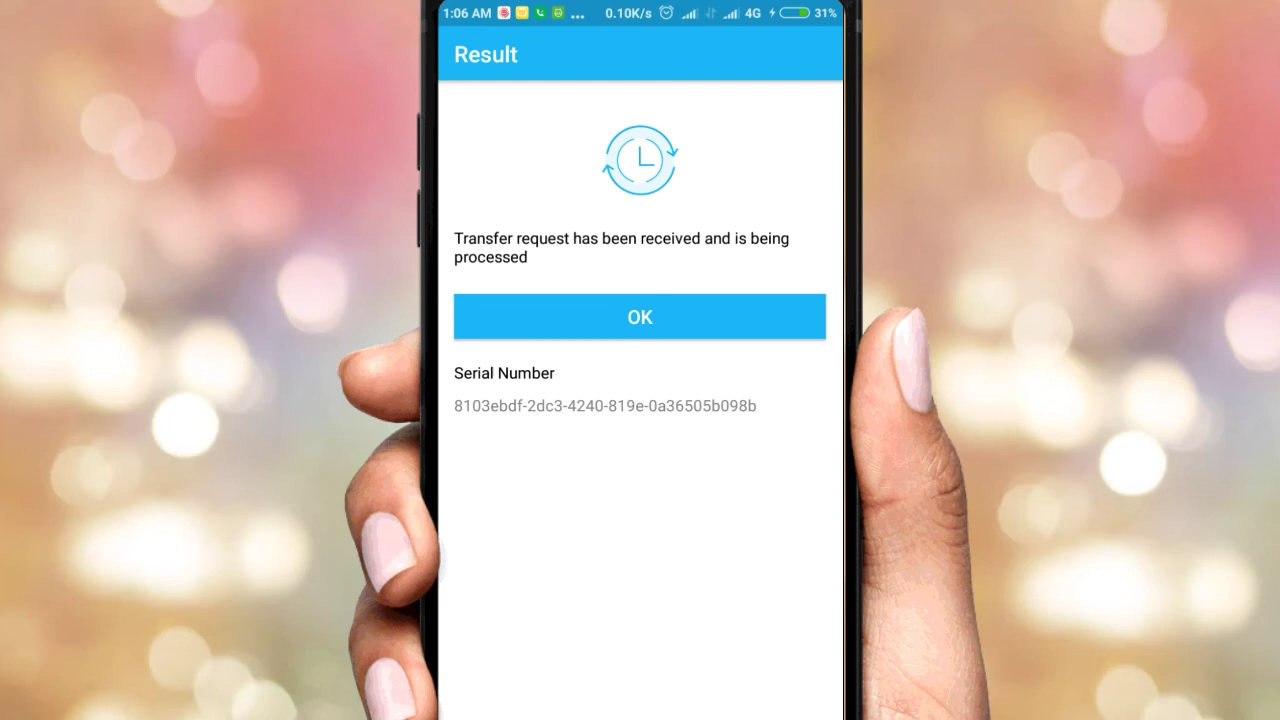 1:06 AM ... 0.10K/s 4G 31%
Result
Transfer request has been received and is being
processed
OK
Serial Number
8103ebdf-2dc3-4240-819e-0a36505b098b